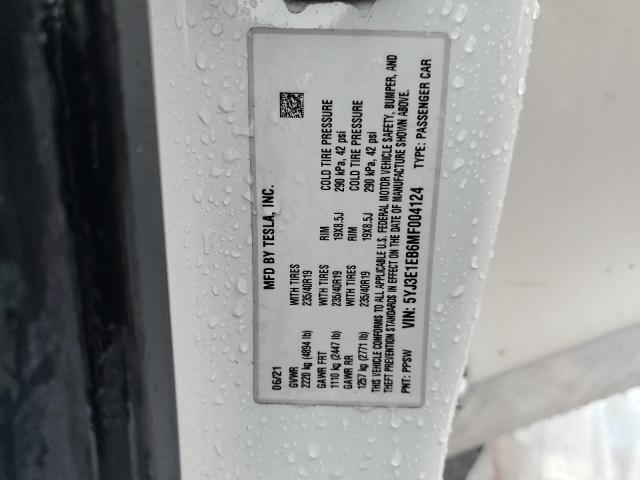 MFD BY TESLA, INC.
06/21
GVWR WITH TIRES RIM COLD TIRE PRESSURE
2220 kg (4894 lb) 235/40R19 19X8.5J 290 kPa, 42 psi
GAWR FRT WITH TIRES RIM COLD TIRE PRESSURE
1110 kg (2447 lb) 235/40R19 19X8.5J 290 kPa, 42 psi
GAWR RR
1257 kg (2771 lb) 235/40R19
THIS VEHICLE CONFORMS TO ALL APPLICABLE U.S. FEDERAL MOTOR VEHICLE SAFETY, BUMPER, AND
THEFT PREVENTION STANDARDS IN EFFECT ON THE DATE OF MANUFACTURE SHOWN ABOVE.
VIN: 5YJ3E1EB6MF004124
PNT: PPSW TYPE: PASSENGER CAR